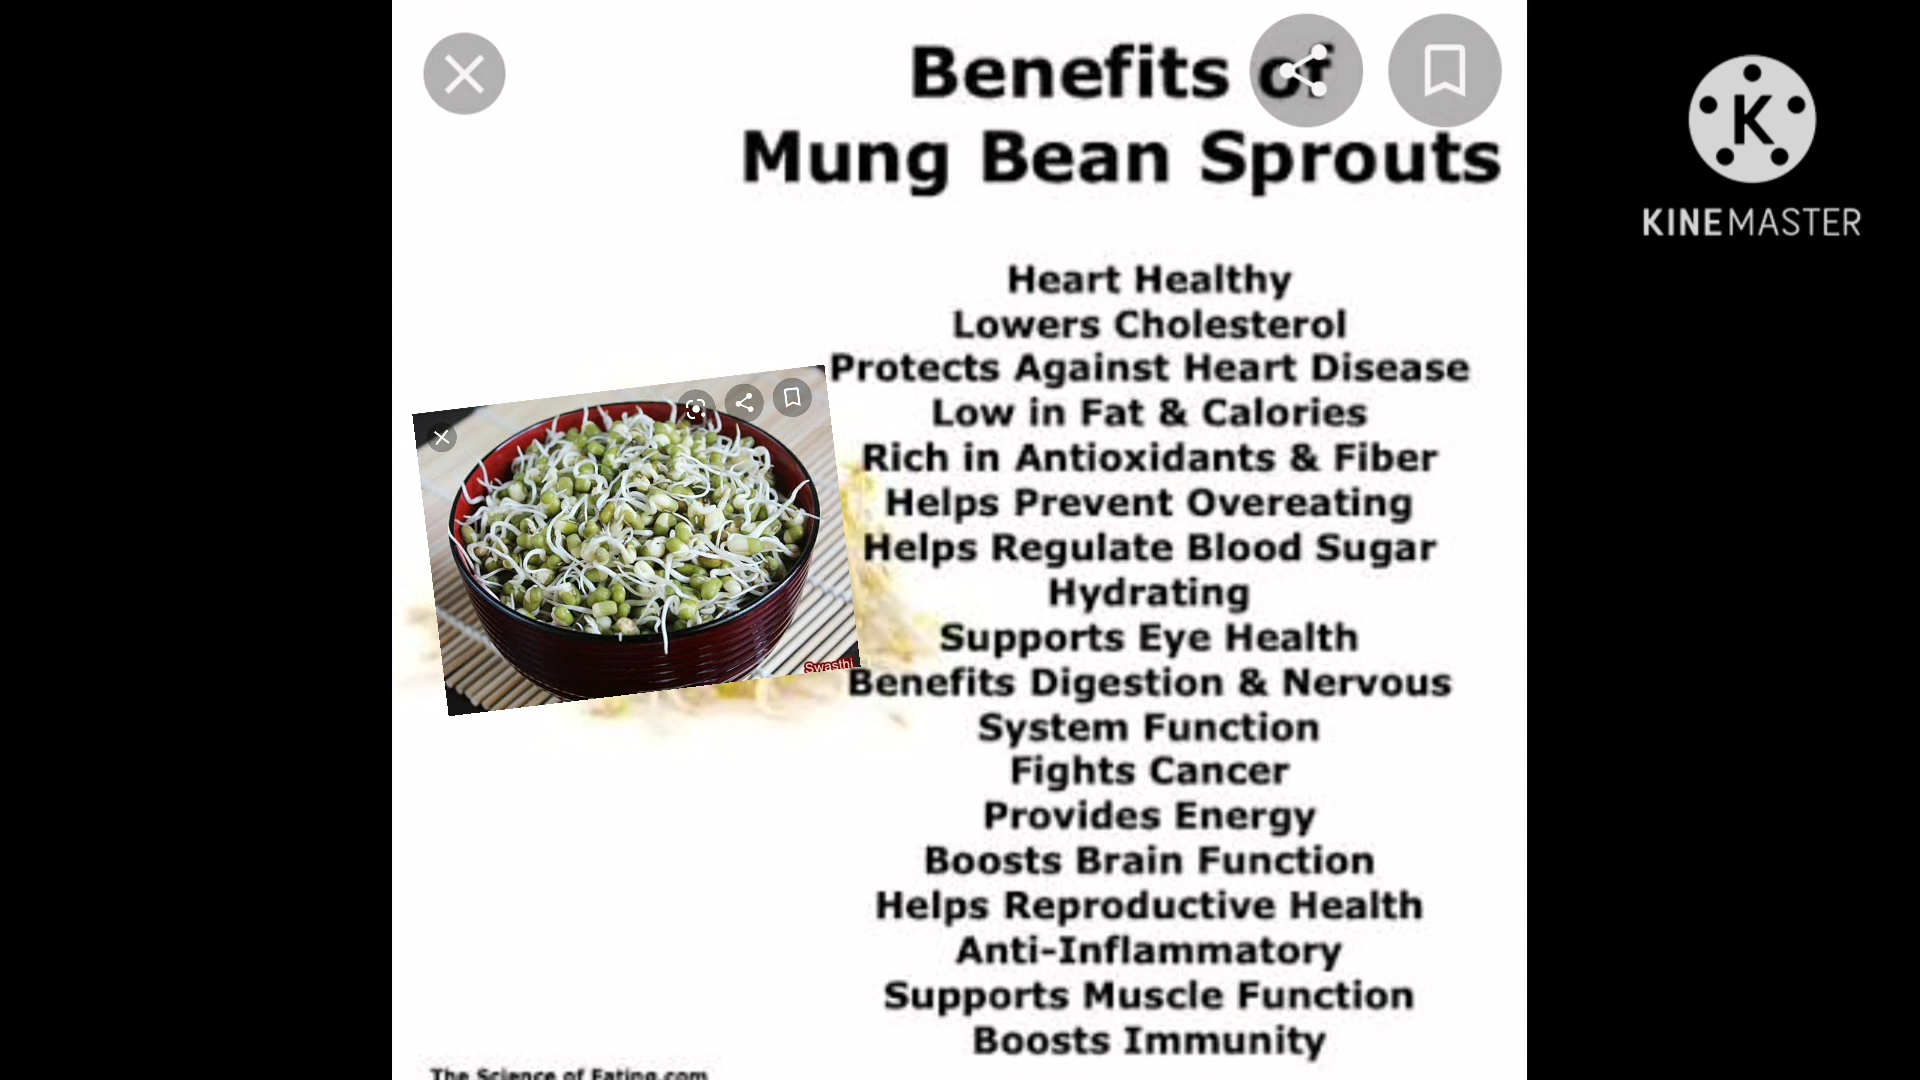 Benefits of
Mung Bean Sprouts
Heart Healthy
Lowers Cholesterol
Protects Against Heart Disease
Low in Fat & Calories
Rich in Antioxidants & Fiber
Helps Prevent Overeating
Helps Regulate Blood Sugar
Hydrating
Supports Eye Health
Benefits Digestion & Nervous
System Function
Fights Cancer
Provides Energy
Boosts Brain Function
Helps Reproductive Health
Anti-Inflammatory
Supports Muscle Function
Boosts Immunity
The Science of Eating.com
Swasthi
K
KINEMASTER